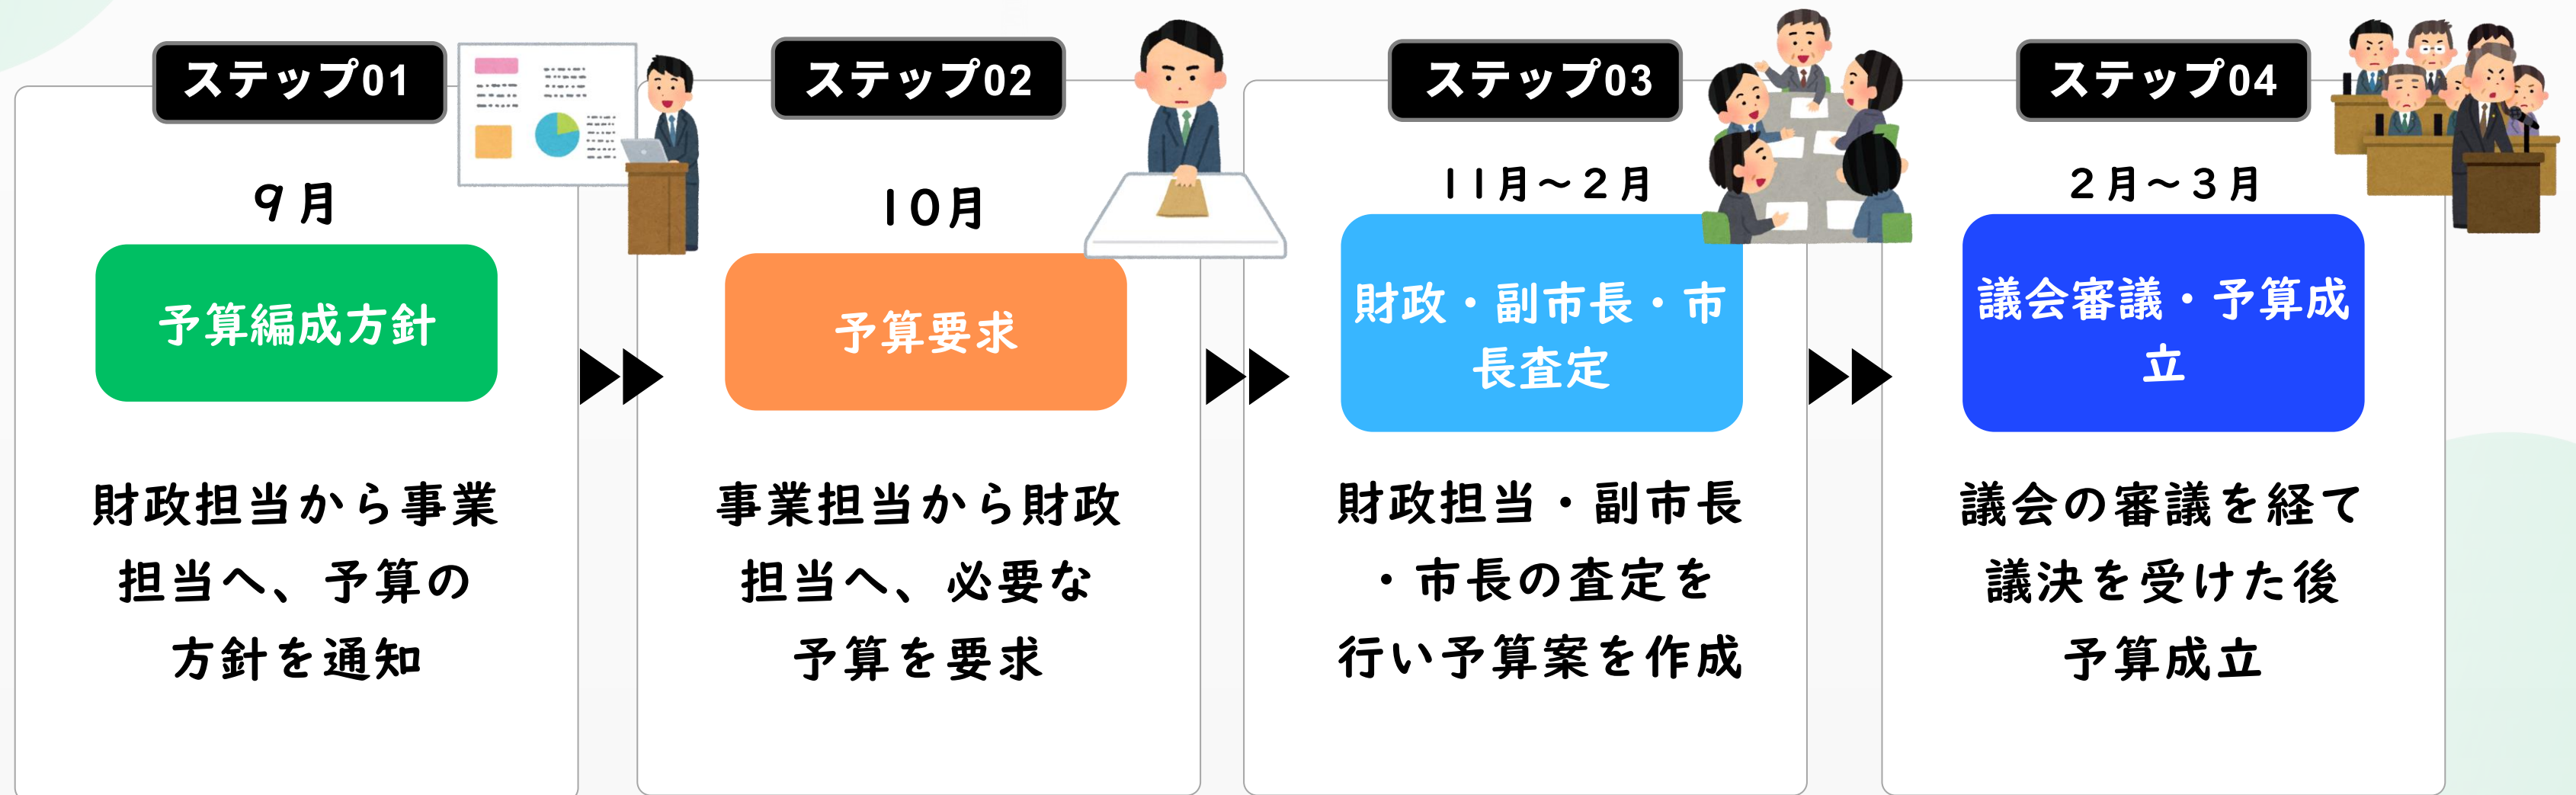 ステップ01
9月
予算編成方針
財政担当から事業
担当へ、予算の
方針を通知
ステップ02
10月
予算要求
事業担当から財政
担当へ、必要な
予算を要求
ステップ03
11月～2月
財政・副市長・市
長査定
財政担当・副市長
・市長の査定を
行い予算案を作成
ステップ04
2月～3月
議会審議・予算成
立
議会の審議を経て
議決を受けた後
予算成立